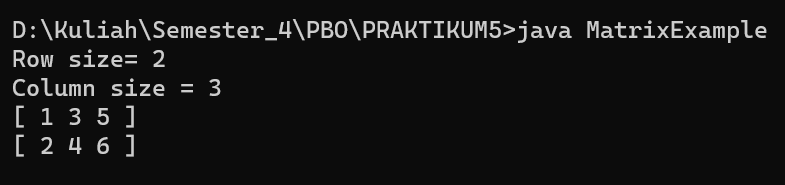 D:\Kuliah\Semester_4\PBO\PRAKTIKUM5>java MatrixExample
Row size= 2
Column size = 3
[ 1 3 5 ]
[ 2 4 6 ]